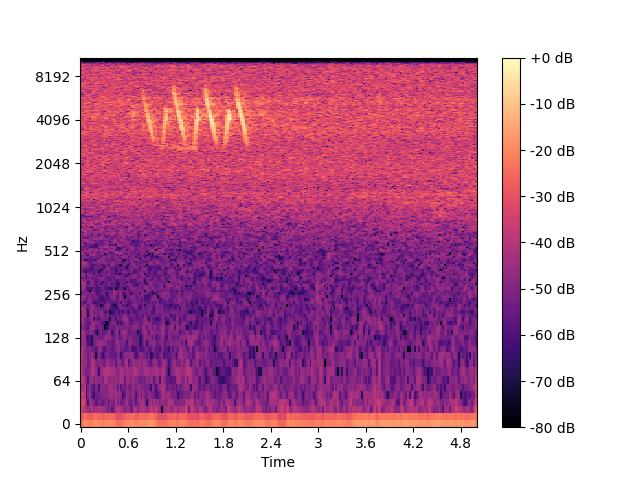 8192
4096
2048
1024
512
256
128
64
0
Hz
0 0.6 1.2 1.8 2.4 3 3.6 4.2 4.8
Time
+0 dB
-10 dB
-20 dB
-30 dB
-40 dB
-50 dB
-60 dB
-70 dB
-80 dB